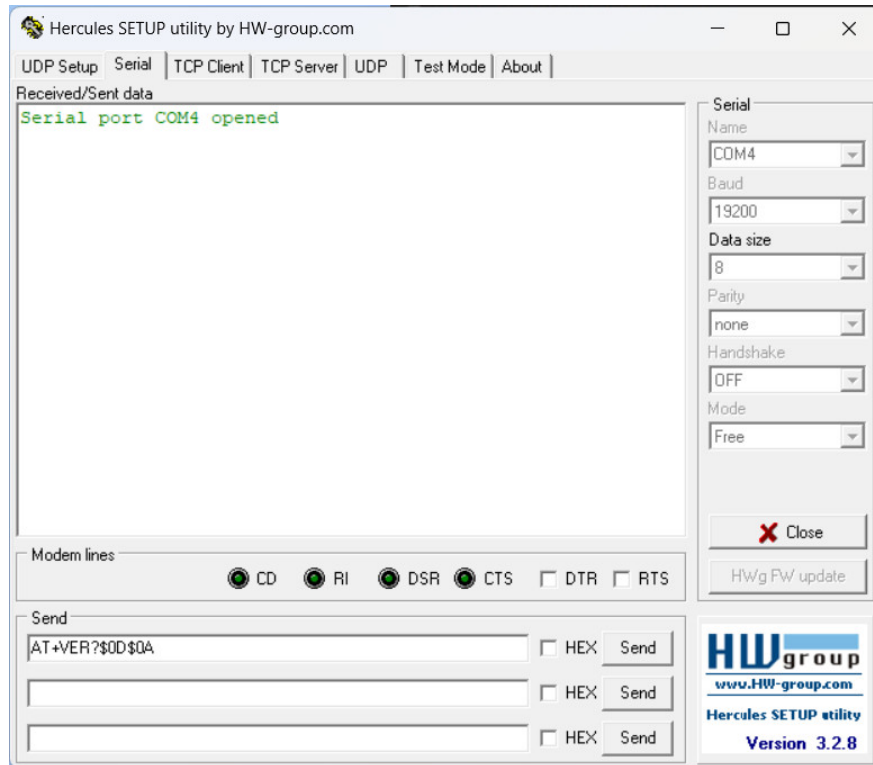 Hercules SETUP utility by HW-group.com
UDP Setup Serial TCP Client TCP Server UDP Test Mode About
Received/Sent data
Serial port COM4 opened
Serial
Name
COM4
Baud
19200
Data size
8
Parity
none
Handshake
OFF
Mode
Free
Close
HWg FW update
Modem lines
CD RI DSR CTS DTR RTS
Send
AT+VER?$0D$0A HEX Send
HEX Send
HEX Send
HWgroup
www.HW-group.com
Hercules SETUP utility
Version 3.2.8